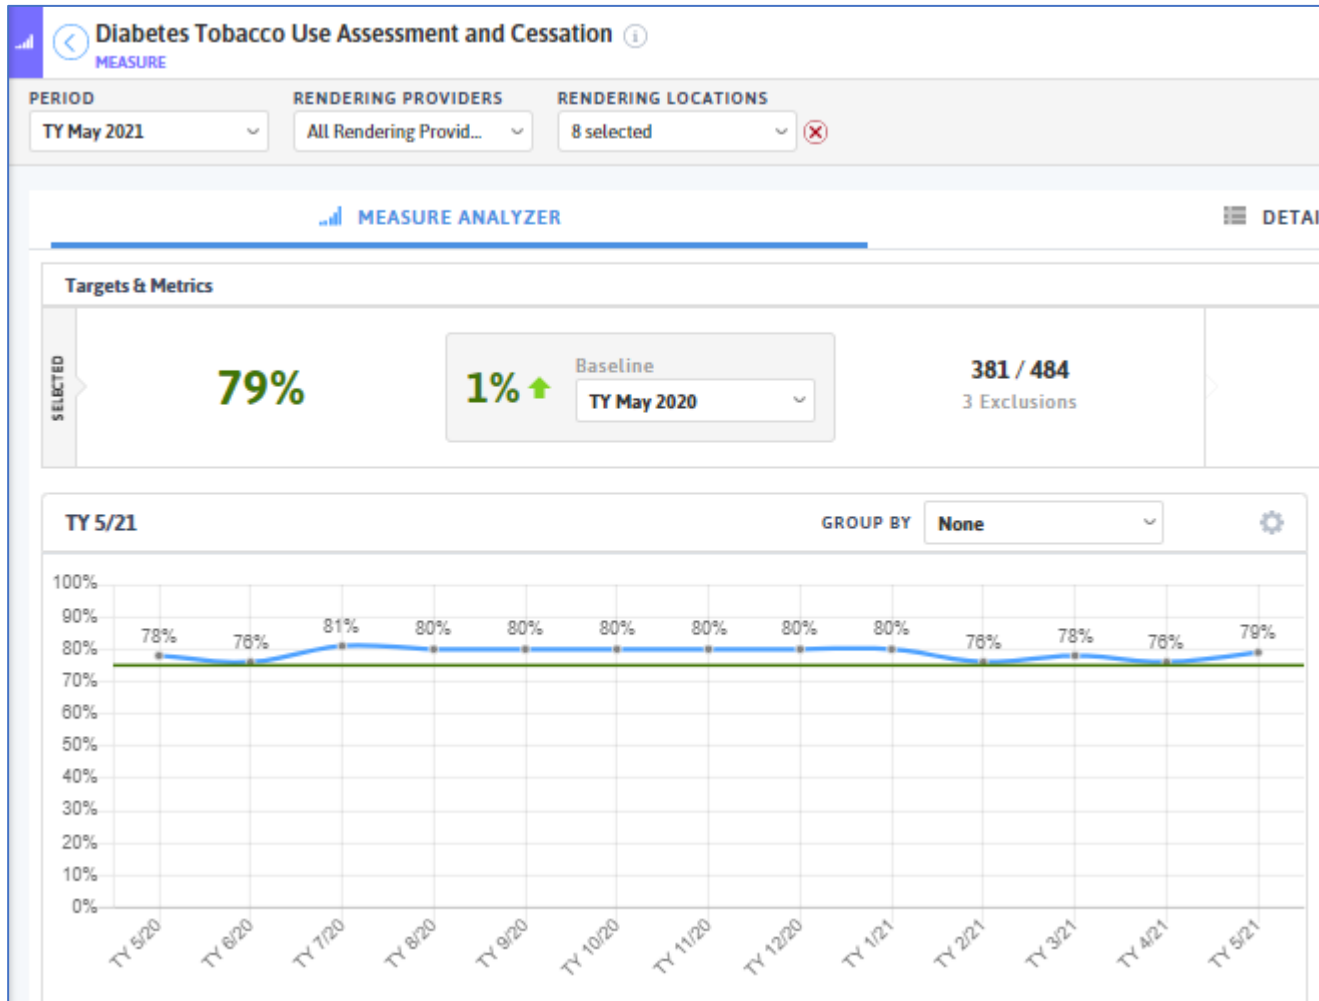 Diabetes Tobacco Use Assessment and Cessation
MEASURE
PERIOD RENDERING PROVIDERS RENDERING LOCATIONS
TY May 2021 All Rendering Provid... 8 selected
MEASURE ANALYZER DETAI
Targets & Metrics
SELECTED
79% 1% Baseline
TY May 2020
381 / 484
3 Exclusions
TY 5/21 GROUP BY None
100%
90%
80%
70%
60%
50%
40%
30%
20%
10%
0%
78% 76% 81% 80% 80% 80% 80% 80% 80% 76% 78% 76% 79%
TY 5/20 TY 6/20 TY 7/20 TY 8/20 TY 9/20 TY 10/20 TY 11/20 TY 12/20 TY 1/21 TY 2/21 TY 3/21 TY 4/21 TY 5/21